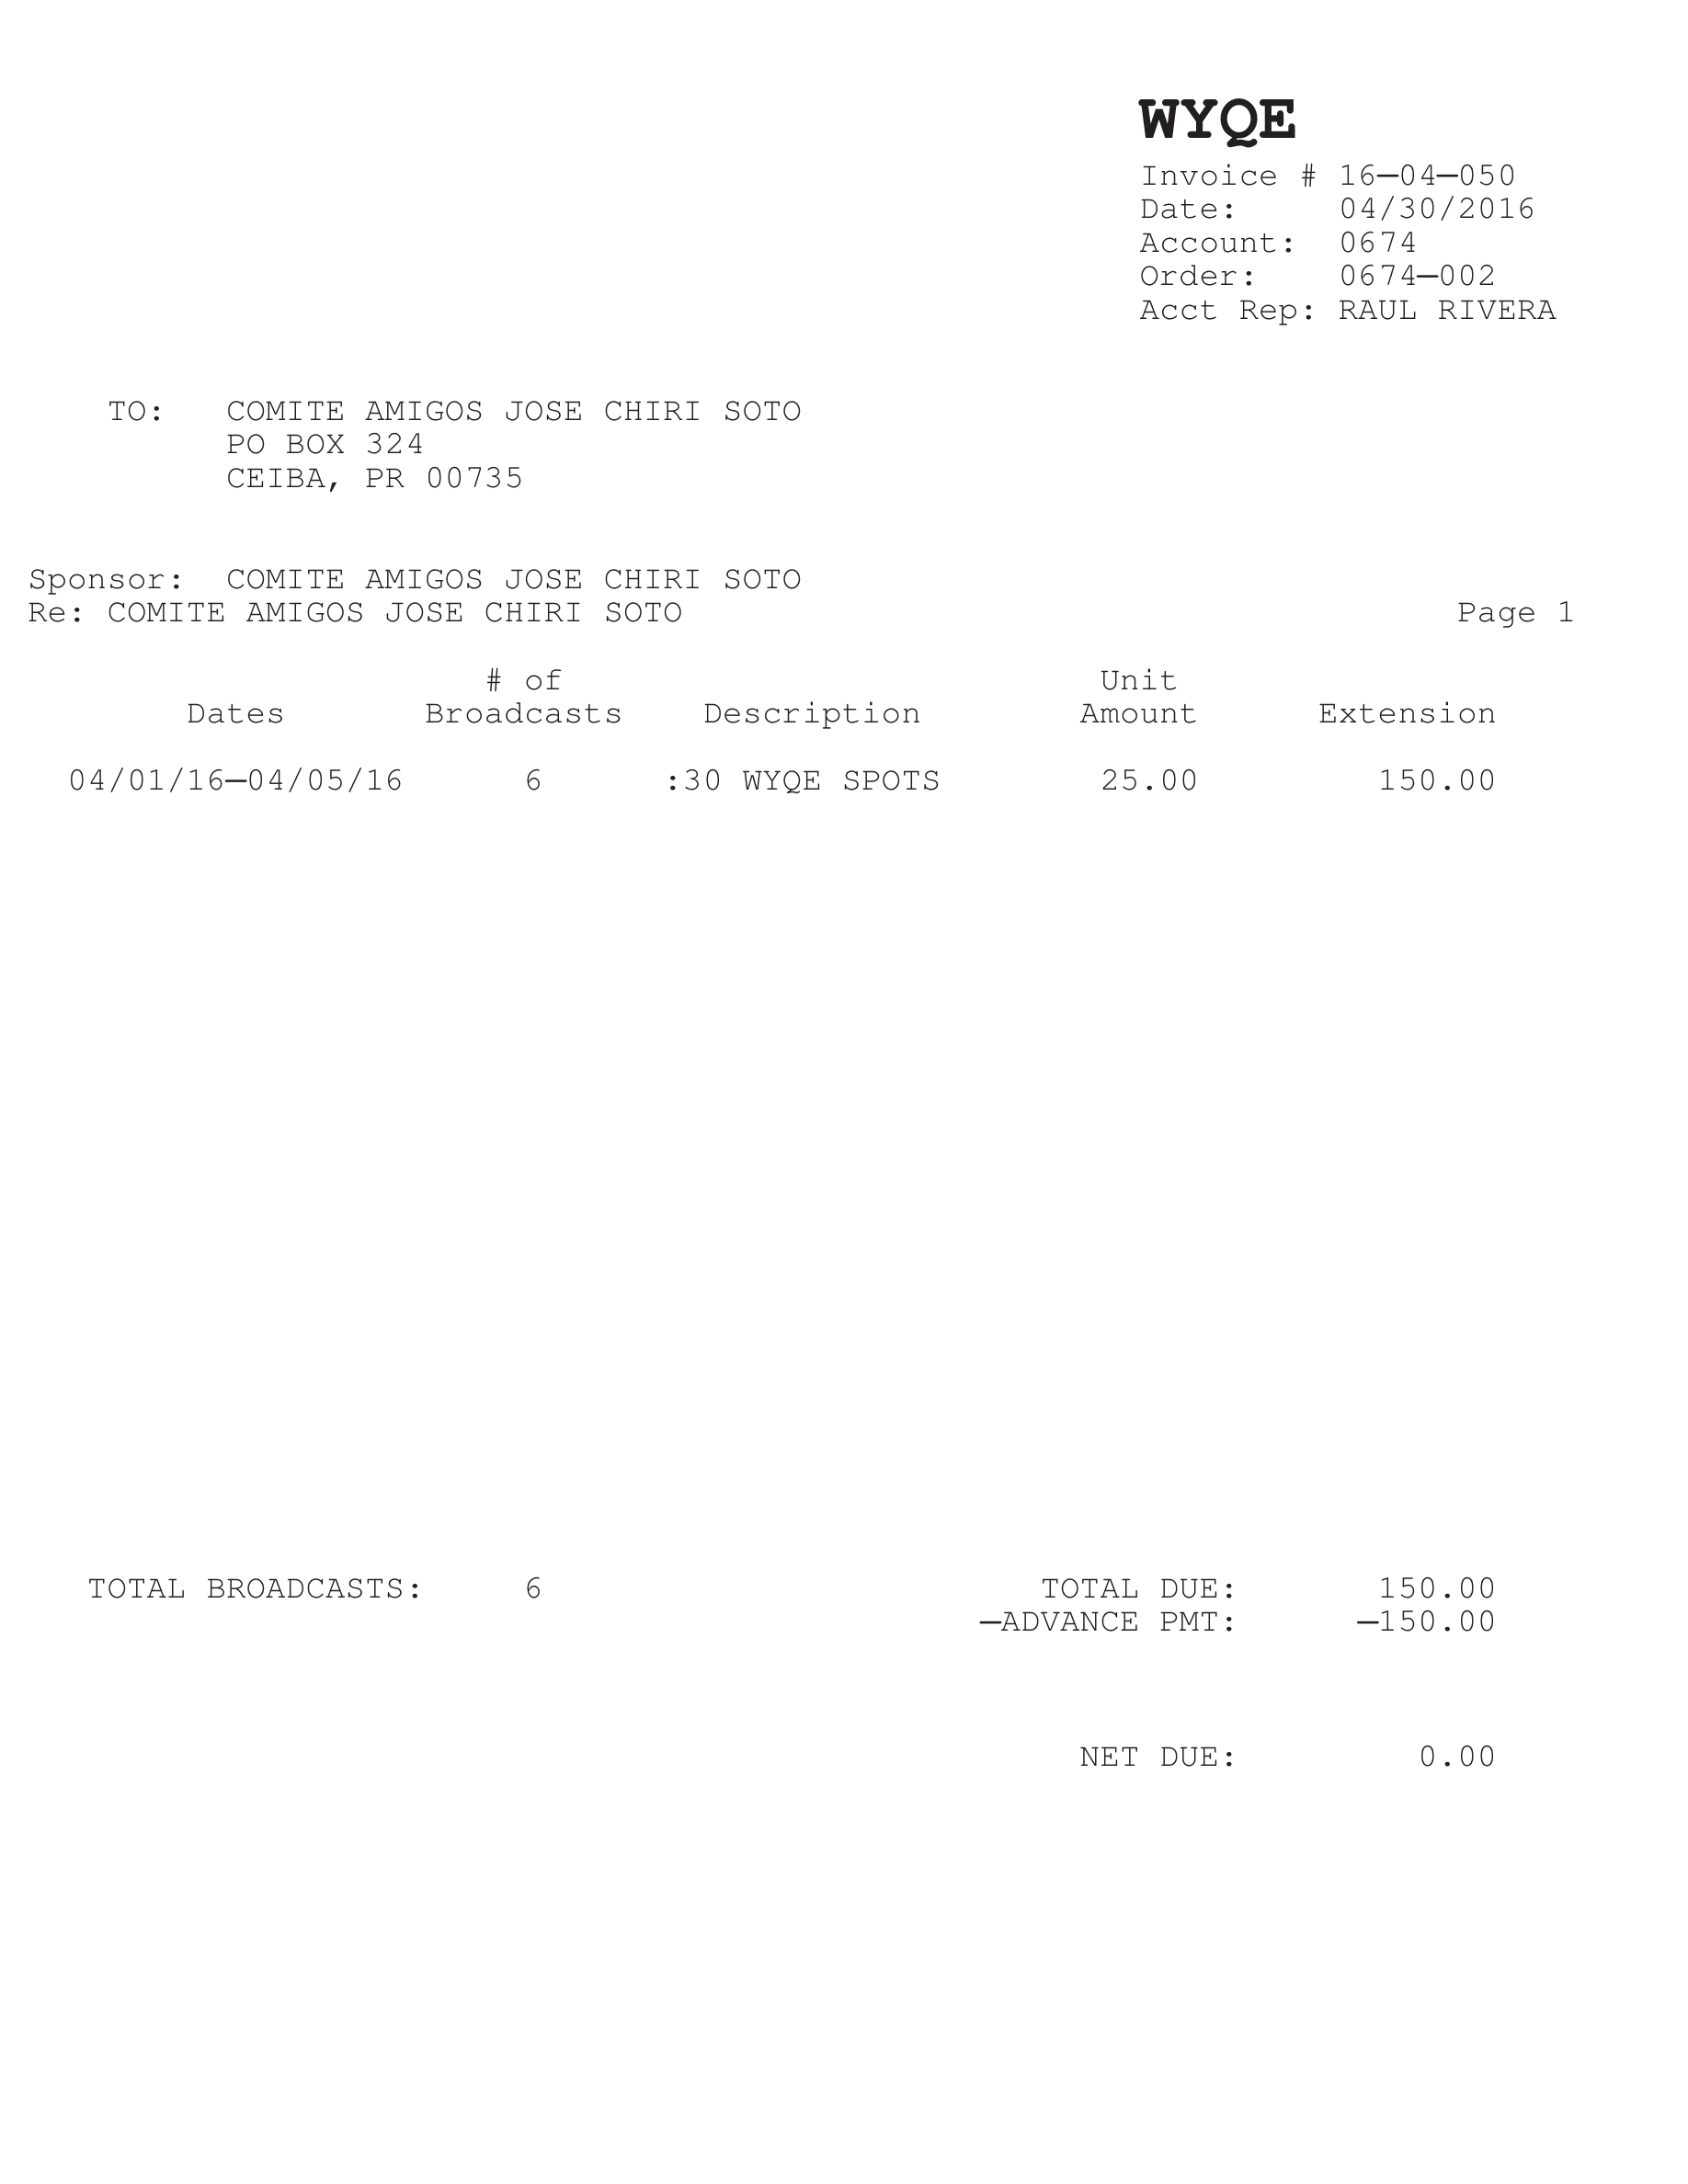 WYQE
Invoice # 16-04-050
Date: 04/30/2016
Account: 0674
Order: 0674-002
Acct Rep: RAUL RIVERA
TO: COMITE AMIGOS JOSE CHIRI SOTO
PO BOX 324
CEIBA, PR 00735
Sponsor: COMITE AMIGOS JOSE CHIRI SOTO
Re: COMITE AMIGOS JOSE CHIRI SOTO Page 1
# of Unit
Dates Broadcasts Description Amount Extension
04/01/16-04/05/16 6 :30 WYQE SPOTS 25.00 150.00
TOTAL BROADCASTS: 6 TOTAL DUE: 150.00
-ADVANCE PMT: -150.00
NET DUE: 0.00